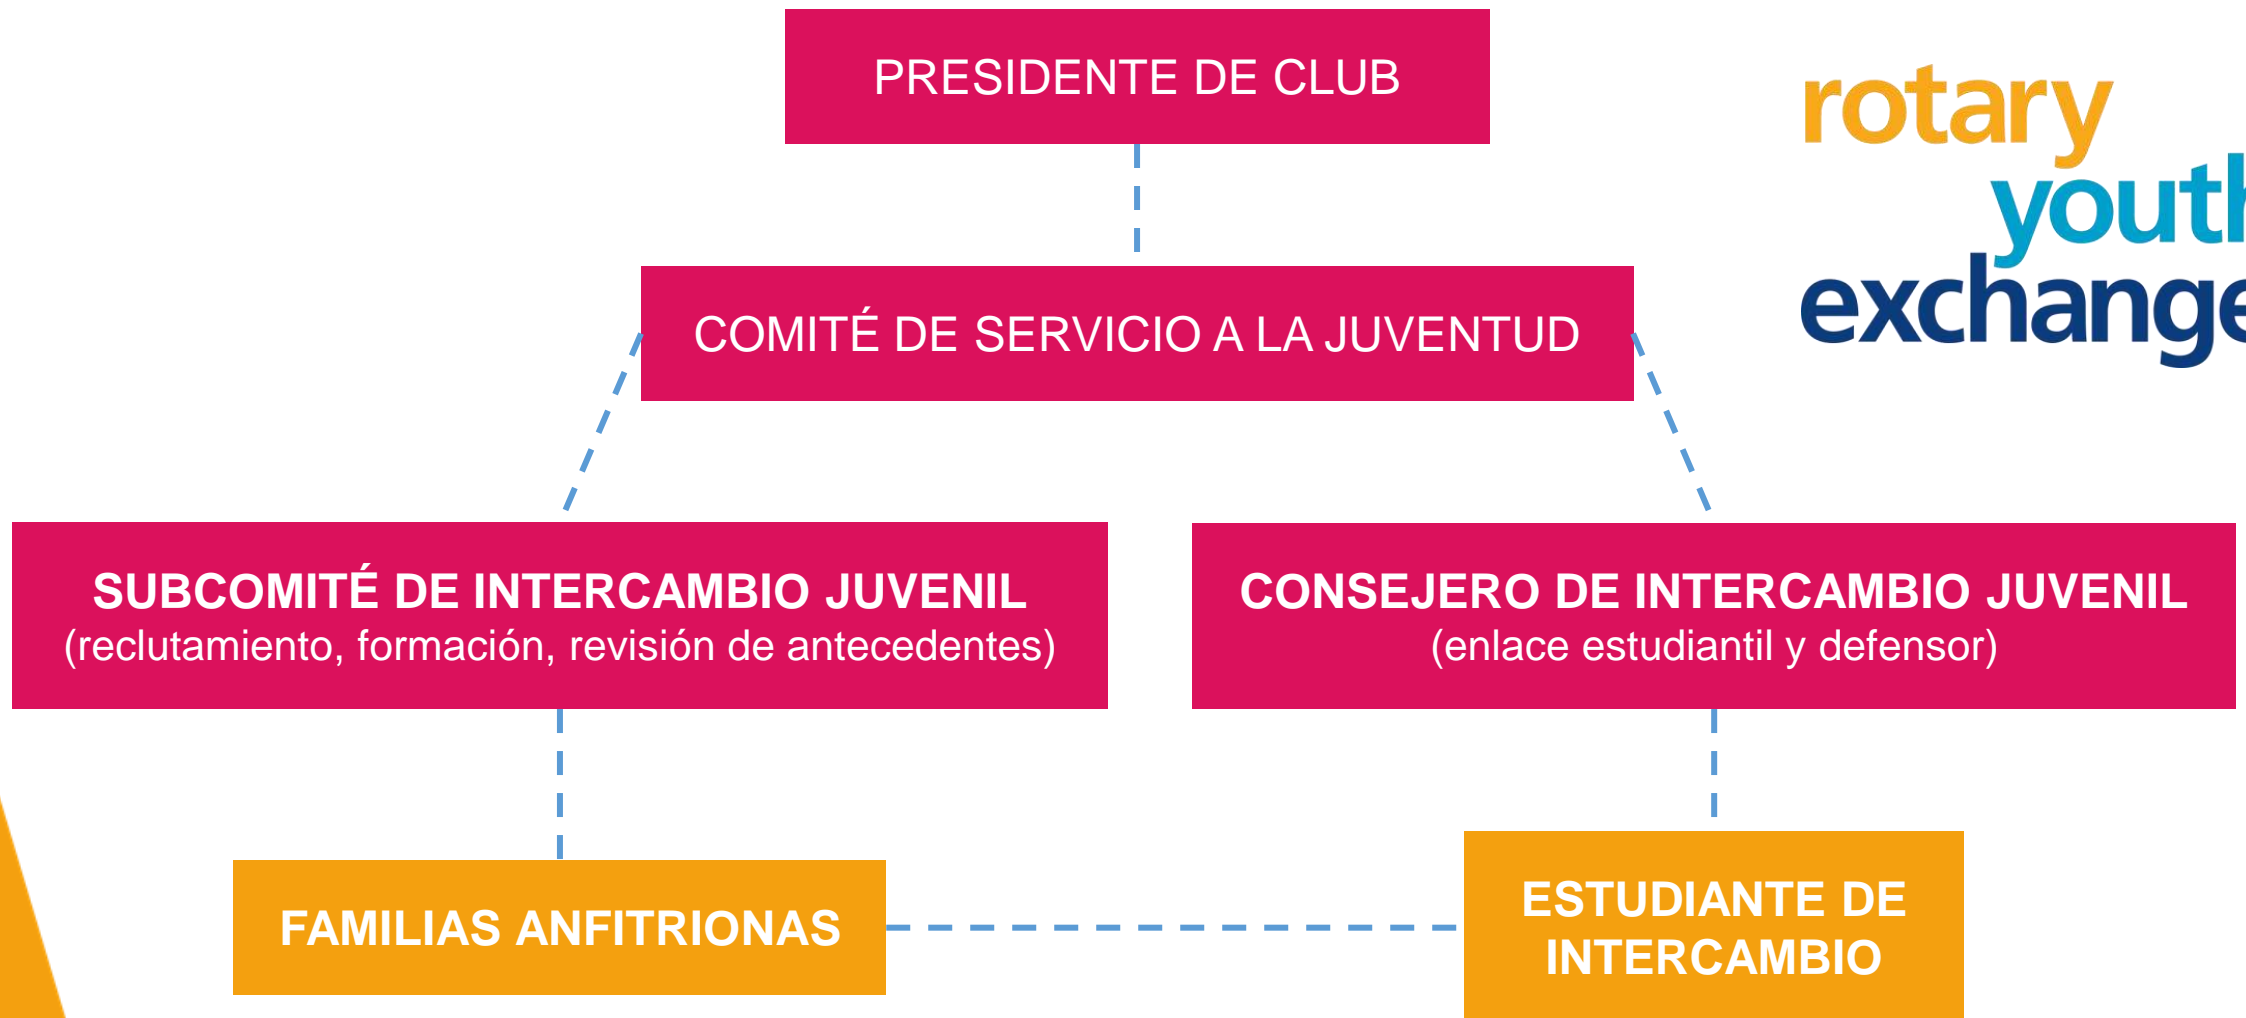 PRESIDENTE DE CLUB
rotary
youth
exchange
COMITÉ DE SERVICIO A LA JUVENTUD
SUBCOMITÉ DE INTERCAMBIO JUVENIL
(reclutamiento, formación, revisión de antecedentes)
CONSEJERO DE INTERCAMBIO JUVENIL
(enlace estudiantil y defensor)
FAMILIAS ANFITRIONAS
ESTUDIANTE DE
INTERCAMBIO